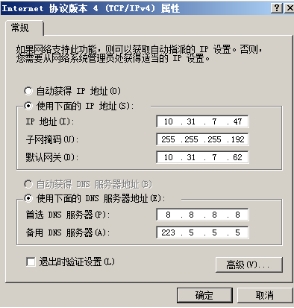 Internet 协议版本 4 (TCP/IPv4) 属性
常规
如果网络支持此功能，则可以获取自动指派的 IP 设置。否则，
您需要从网络系统管理员处获得适当的 IP 设置。
自动获得 IP 地址(O)
使用下面的 IP 地址(S):
IP 地址(I): 10 . 31 . 7 . 47
子网掩码(U): 255 .255 .255 .192
默认网关(D): 10 . 31 . 7 . 62
自动获得 DNS 服务器地址(B)
使用下面的 DNS 服务器地址(E):
首选 DNS 服务器(P): 8 . 8 . 8 . 8
备用 DNS 服务器(A): 223 . 5 . 5 . 5
退出时验证设置(L)
高级(V)...
确定 取消